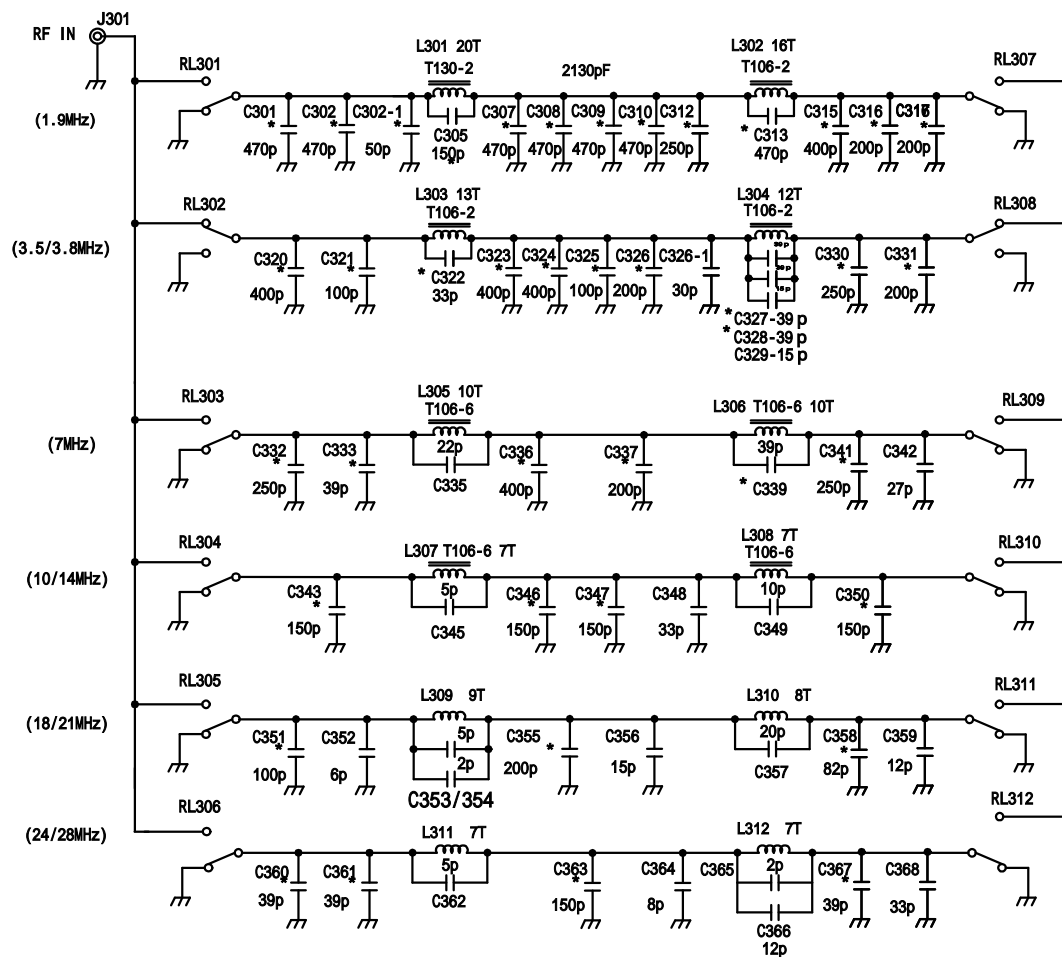 J301
RF IN
L301 20T
T130-2
2130pF
L302 16T
T106-2
RL301
RL307
(1.9MHz)
C301 C302 C302-1 C305 C307 C308 C309 C310 C312 C313 C315 C316
* * * * * * * * * * * * *
470p 470p 50p 150p 470p 470p 470p 470p 250p 470p 400p 200p 200p
L303 13T
T106-2
L304 12T
T106-2
RL302
RL308
(3.5/3.8MHz)
39p
39p
15p
C320 C321 C322 C323 C324 C325 C326 C326-1 C330 C331
* * * * * * * * *
400p 100p 33p 400p 400p 100p 200p 30p 250p 200p
* C327-39p
* C328-39p
C329-15p
L305 10T
T106-6
L306 T106-6 10T
RL303
RL309
(7MHz)
22p 39p
C332 C333 C335 C336 C337 C339 C341 C342
* * * * * *
250p 39p 400p 200p 250p 27p
L307 T106-6 7T
L308 7T
T106-6
RL304
RL310
(10/14MHz)
5p 10p
C343 C345 C346 C347 C348 C349 C350
* * * *
150p 150p 150p 33p 150p
L309 9T
L310 8T
RL305
RL311
(18/21MHz)
5p 20p
2p
C351 C352 C355 C356 C357 C358 C359
* * *
100p 6p 200p 15p 82p 12p
C353/354
RL306
RL312
(24/28MHz)
L311 7T
L312 7T
5p 2p
C360 C361 C362 C363 C364 C365 C367 C368
* * * *
39p 39p 150p 8p 39p 33p
C366
12p